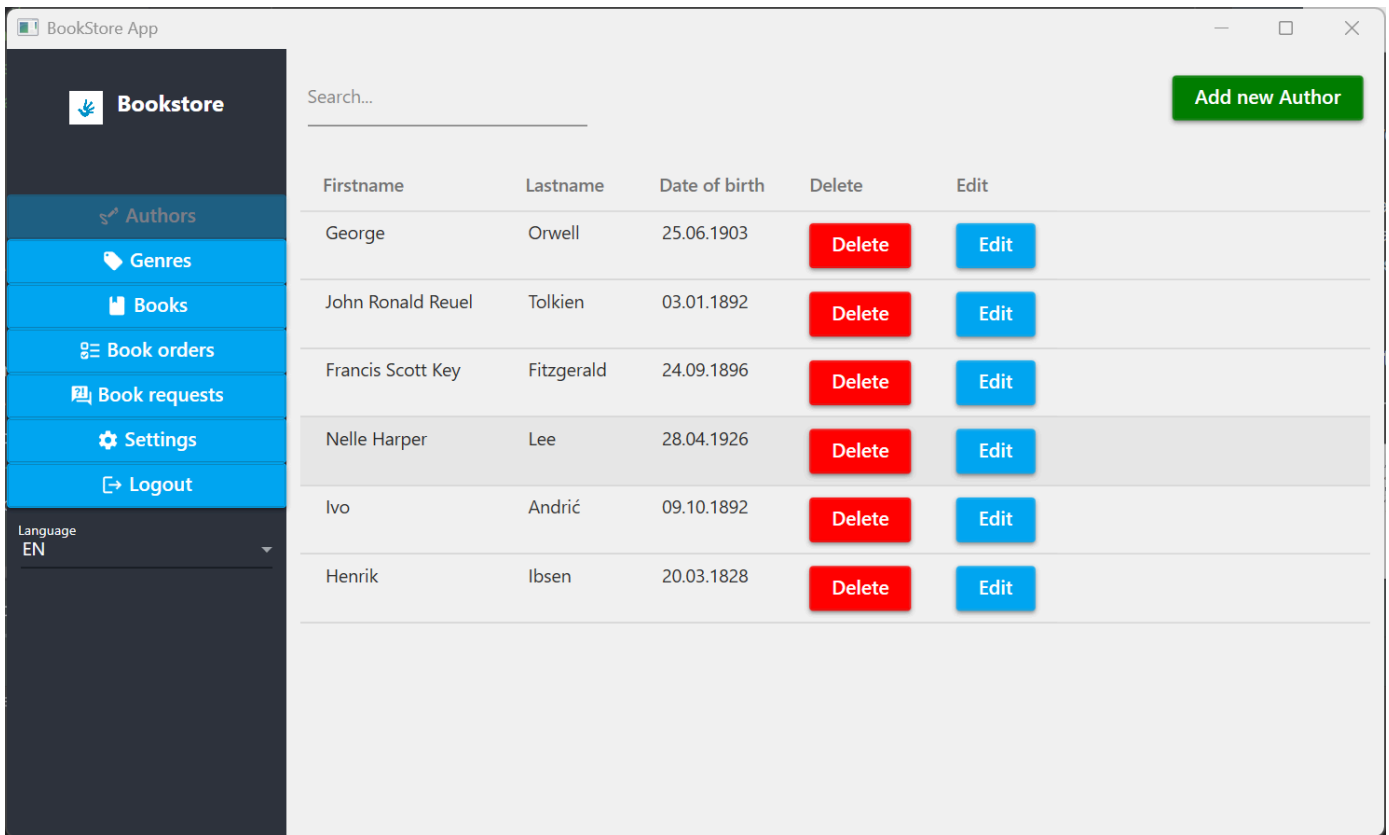 BookStore App
Bookstore
Authors
Genres
Books
Book orders
Book requests
Settings
Logout
Language
EN
Search...
Add new Author
Firstname Lastname Date of birth Delete Edit
George Orwell 25.06.1903 Delete Edit
John Ronald Reuel Tolkien 03.01.1892 Delete Edit
Francis Scott Key Fitzgerald 24.09.1896 Delete Edit
Nelle Harper Lee 28.04.1926 Delete Edit
Ivo Andrić 09.10.1892 Delete Edit
Henrik Ibsen 20.03.1828 Delete Edit